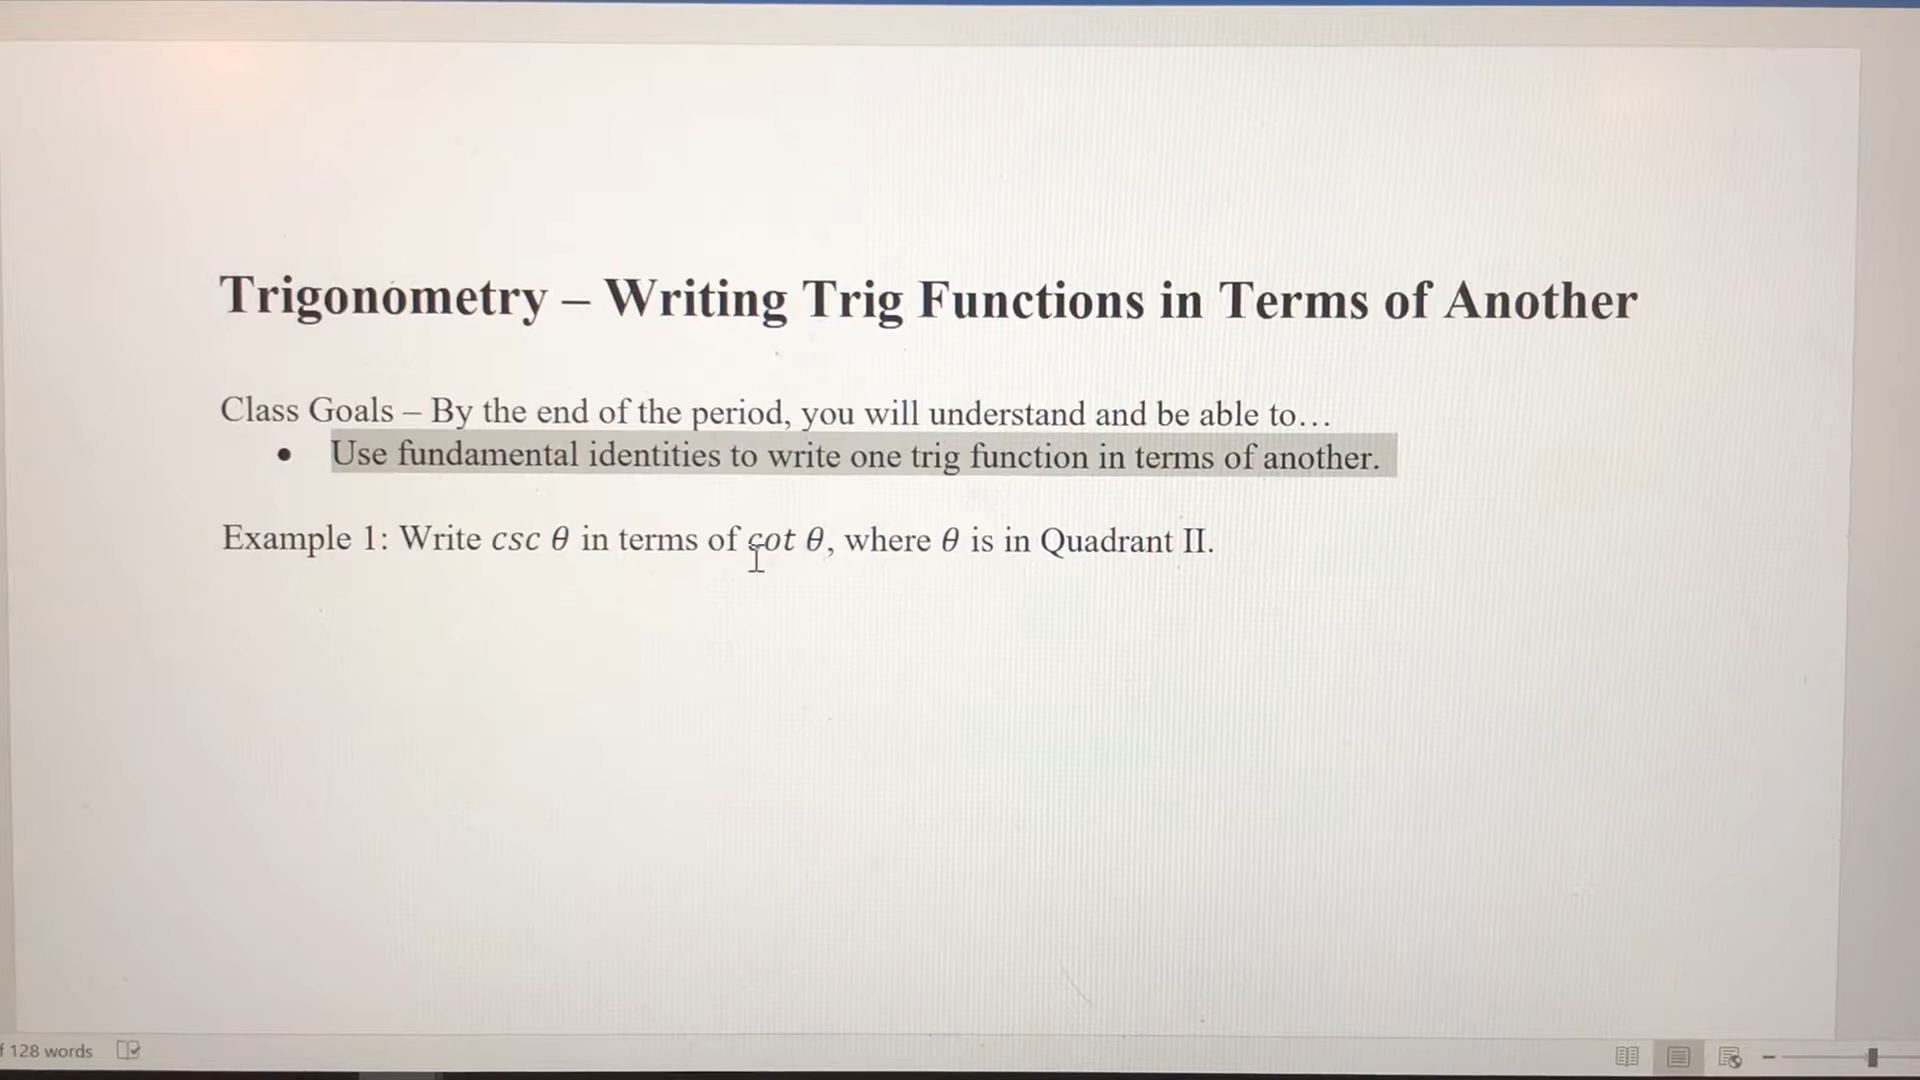 Trigonometry – Writing Trig Functions in Terms of Another
Class Goals – By the end of the period, you will understand and be able to…
• Use fundamental identities to write one trig function in terms of another.
Example 1: Write csc θ in terms of cot θ, where θ is in Quadrant II.
f 128 words